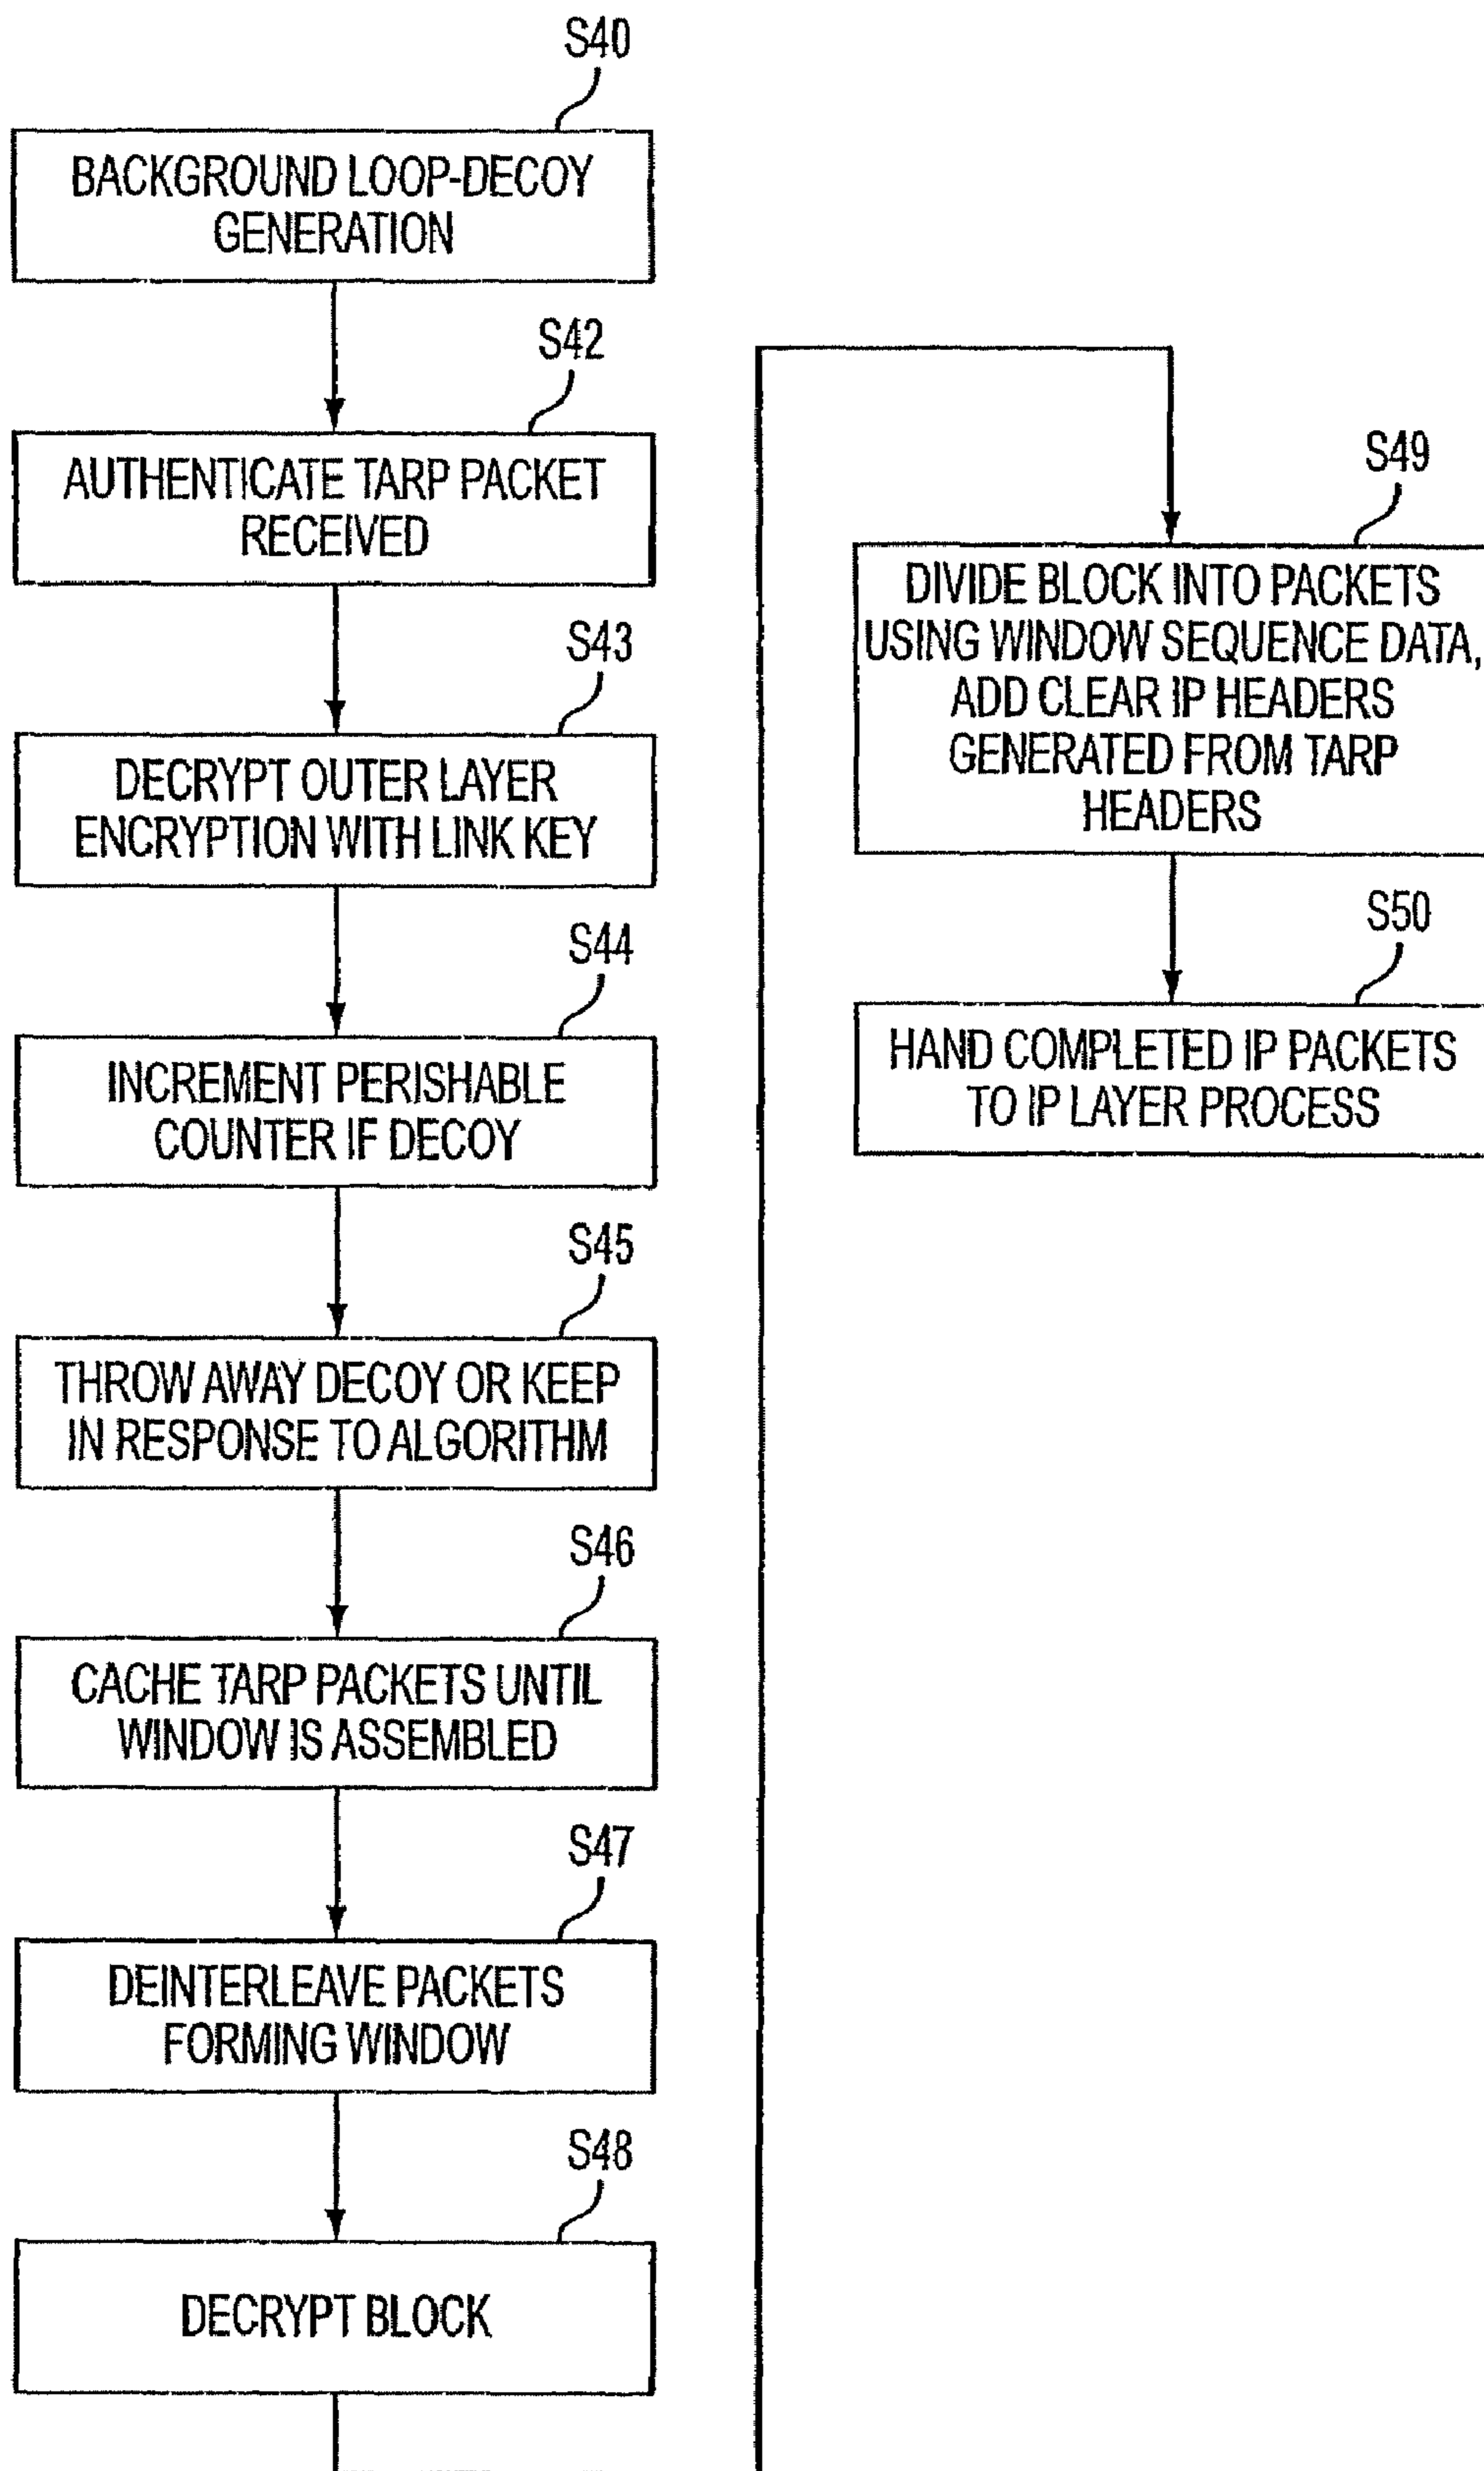 S40
BACKGROUND LOOP-DECOY
GENERATION
S42
AUTHENTICATE TARP PACKET
RECEIVED
S43
DECRYPT OUTER LAYER
ENCRYPTION WITH LINK KEY
S44
INCREMENT PERISHABLE
COUNTER IF DECOY
S45
THROW AWAY DECOY OR KEEP
IN RESPONSE TO ALGORITHM
S46
CACHE TARP PACKETS UNTIL
WINDOW IS ASSEMBLED
S47
DEINTERLEAVE PACKETS
FORMING WINDOW
S48
DECRYPT BLOCK
S49
DIVIDE BLOCK INTO PACKETS
USING WINDOW SEQUENCE DATA,
ADD CLEAR IP HEADERS
GENERATED FROM TARP
HEADERS
S50
HAND COMPLETED IP PACKETS
TO IP LAYER PROCESS